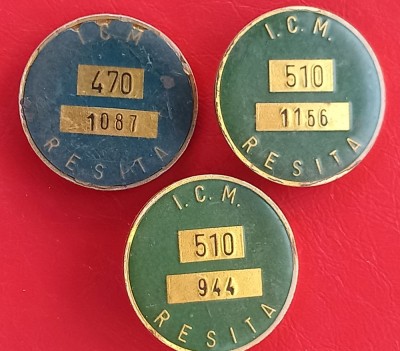 I.C.M.
470
1087
RESITA
I.C.M.
510
1156
RESITA
I.C.M.
510
944
RESITA